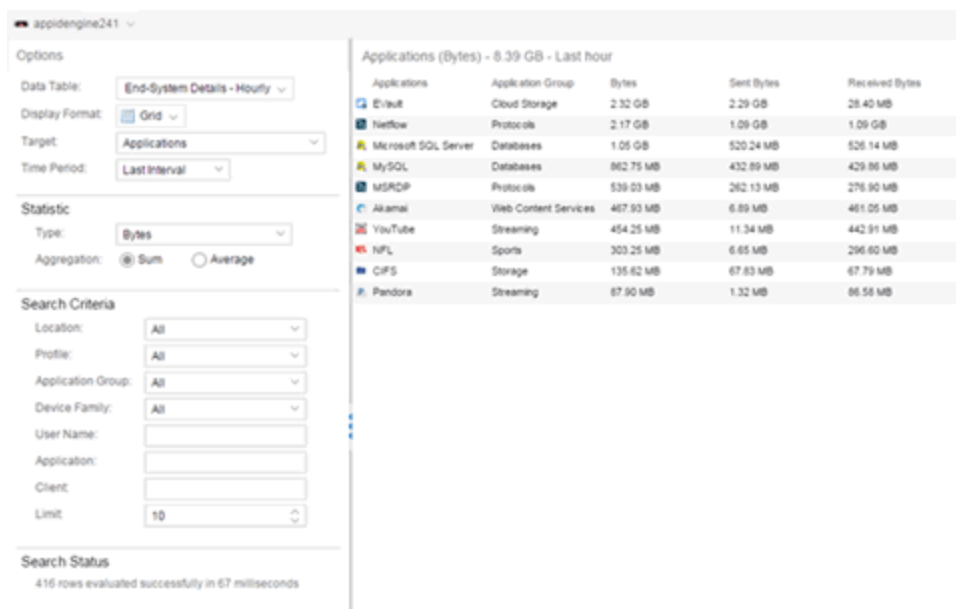 appidengine241
Options
Data Table: End-System Details - Hourly
Display Format: Grid
Target: Applications
Time Period: Last Interval
Statistic
Type: Bytes
Aggregation: Sum Average
Search Criteria
Location: All
Profile: All
Application Group: All
Device Family: All
User Name:
Application:
Client:
Limit: 10
Search Status
416 rows evaluated successfully in 67 milliseconds
Applications (Bytes) - 8.39 GB - Last hour
Applications Application Group Bytes Sent Bytes Received Bytes
EVault Cloud Storage 2.32 GB 2.29 GB 28.40 MB
Netflow Protocols 2.17 GB 1.09 GB 1.09 GB
Microsoft SQL Server Databases 1.05 GB 520.24 MB 526.14 MB
MySQL Databases 862.75 MB 432.89 MB 429.86 MB
MSRDP Protocols 539.03 MB 262.13 MB 276.90 MB
Akamai Web Content Services 467.93 MB 6.89 MB 461.05 MB
YouTube Streaming 454.25 MB 11.34 MB 442.91 MB
NFL Sports 303.25 MB 6.65 MB 296.60 MB
CIFS Storage 135.62 MB 67.83 MB 67.79 MB
Pandora Streaming 87.90 MB 1.32 MB 86.58 MB